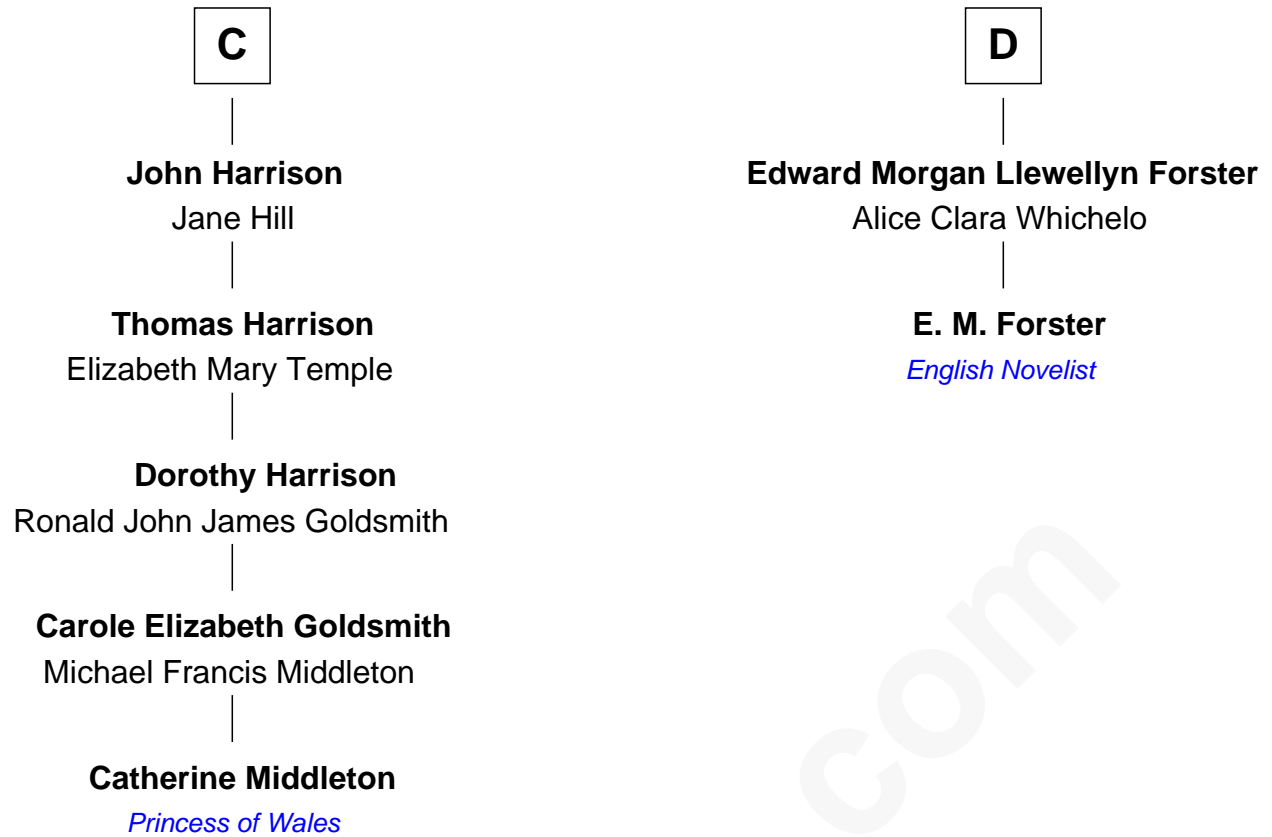 C
John Harrison
Jane Hill
Thomas Harrison
Elizabeth Mary Temple
Dorothy Harrison
Ronald John James Goldsmith
Carole Elizabeth Goldsmith
Michael Francis Middleton
Catherine Middleton
Princess of Wales
D
Edward Morgan Llewellyn Forster
Alice Clara Whichelo
E. M. Forster
English Novelist
com